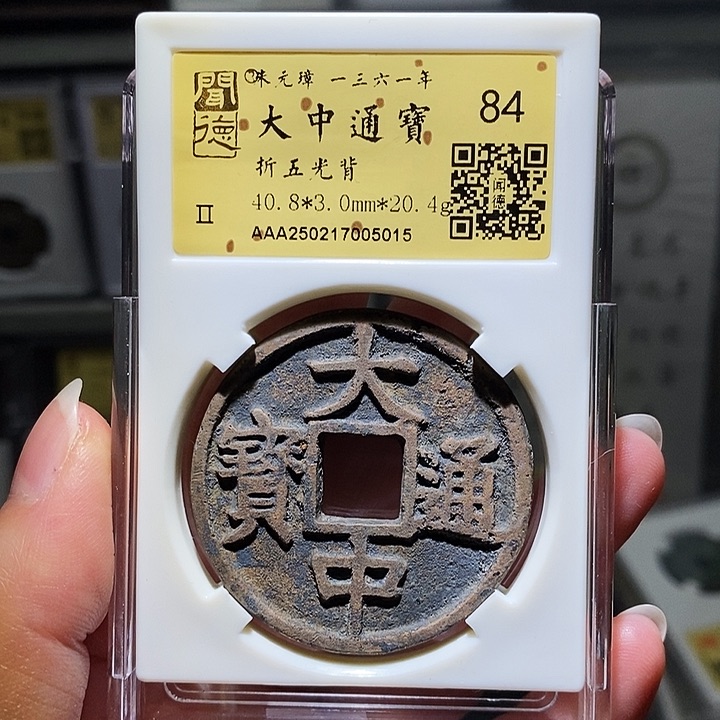 聞德
朱元璋 一三六一年
大中通寶
84
折五光背
闻德
II
40.8*3.0mm*20.4g
AAA250217005015
大中通寶